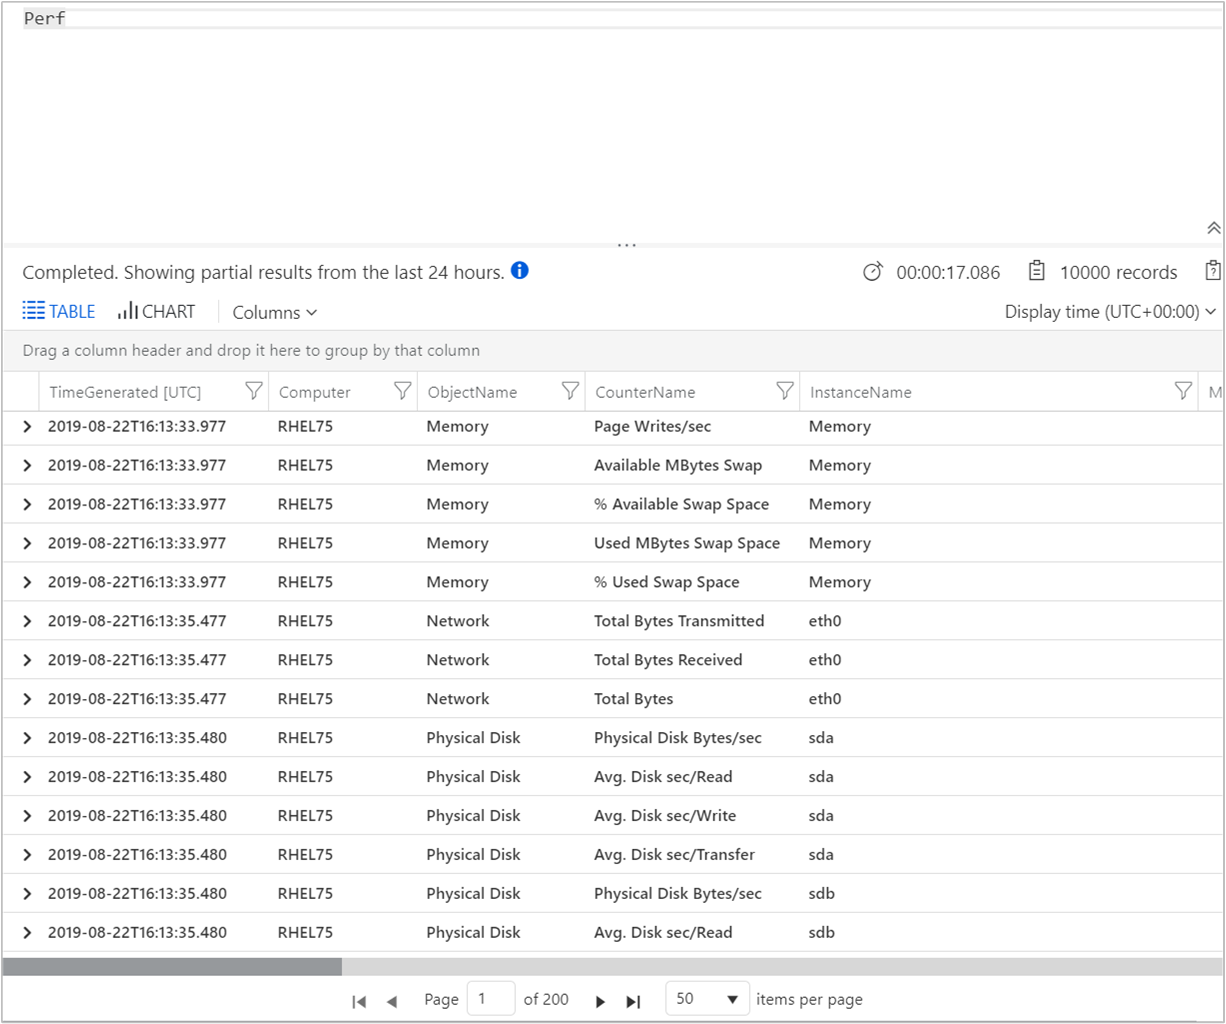 Perf
...
Completed. Showing partial results from the last 24 hours. 00:00:17.086 10000 records
TABLE CHART Columns Display time (UTC+00:00)
Drag a column header and drop it here to group by that column
TimeGenerated [UTC] Computer ObjectName CounterName InstanceName M
2019-08-22T16:13:33.977 RHEL75 Memory Page Writes/sec Memory
2019-08-22T16:13:33.977 RHEL75 Memory Available MBytes Swap Memory
2019-08-22T16:13:33.977 RHEL75 Memory % Available Swap Space Memory
2019-08-22T16:13:33.977 RHEL75 Memory Used MBytes Swap Space Memory
2019-08-22T16:13:33.977 RHEL75 Memory % Used Swap Space Memory
2019-08-22T16:13:35.477 RHEL75 Network Total Bytes Transmitted eth0
2019-08-22T16:13:35.477 RHEL75 Network Total Bytes Received eth0
2019-08-22T16:13:35.477 RHEL75 Network Total Bytes eth0
2019-08-22T16:13:35.480 RHEL75 Physical Disk Physical Disk Bytes/sec sda
2019-08-22T16:13:35.480 RHEL75 Physical Disk Avg. Disk sec/Read sda
2019-08-22T16:13:35.480 RHEL75 Physical Disk Avg. Disk sec/Write sda
2019-08-22T16:13:35.480 RHEL75 Physical Disk Avg. Disk sec/Transfer sda
2019-08-22T16:13:35.480 RHEL75 Physical Disk Physical Disk Bytes/sec sdb
2019-08-22T16:13:35.480 RHEL75 Physical Disk Avg. Disk sec/Read sdb
Page 1 of 200 50 items per page